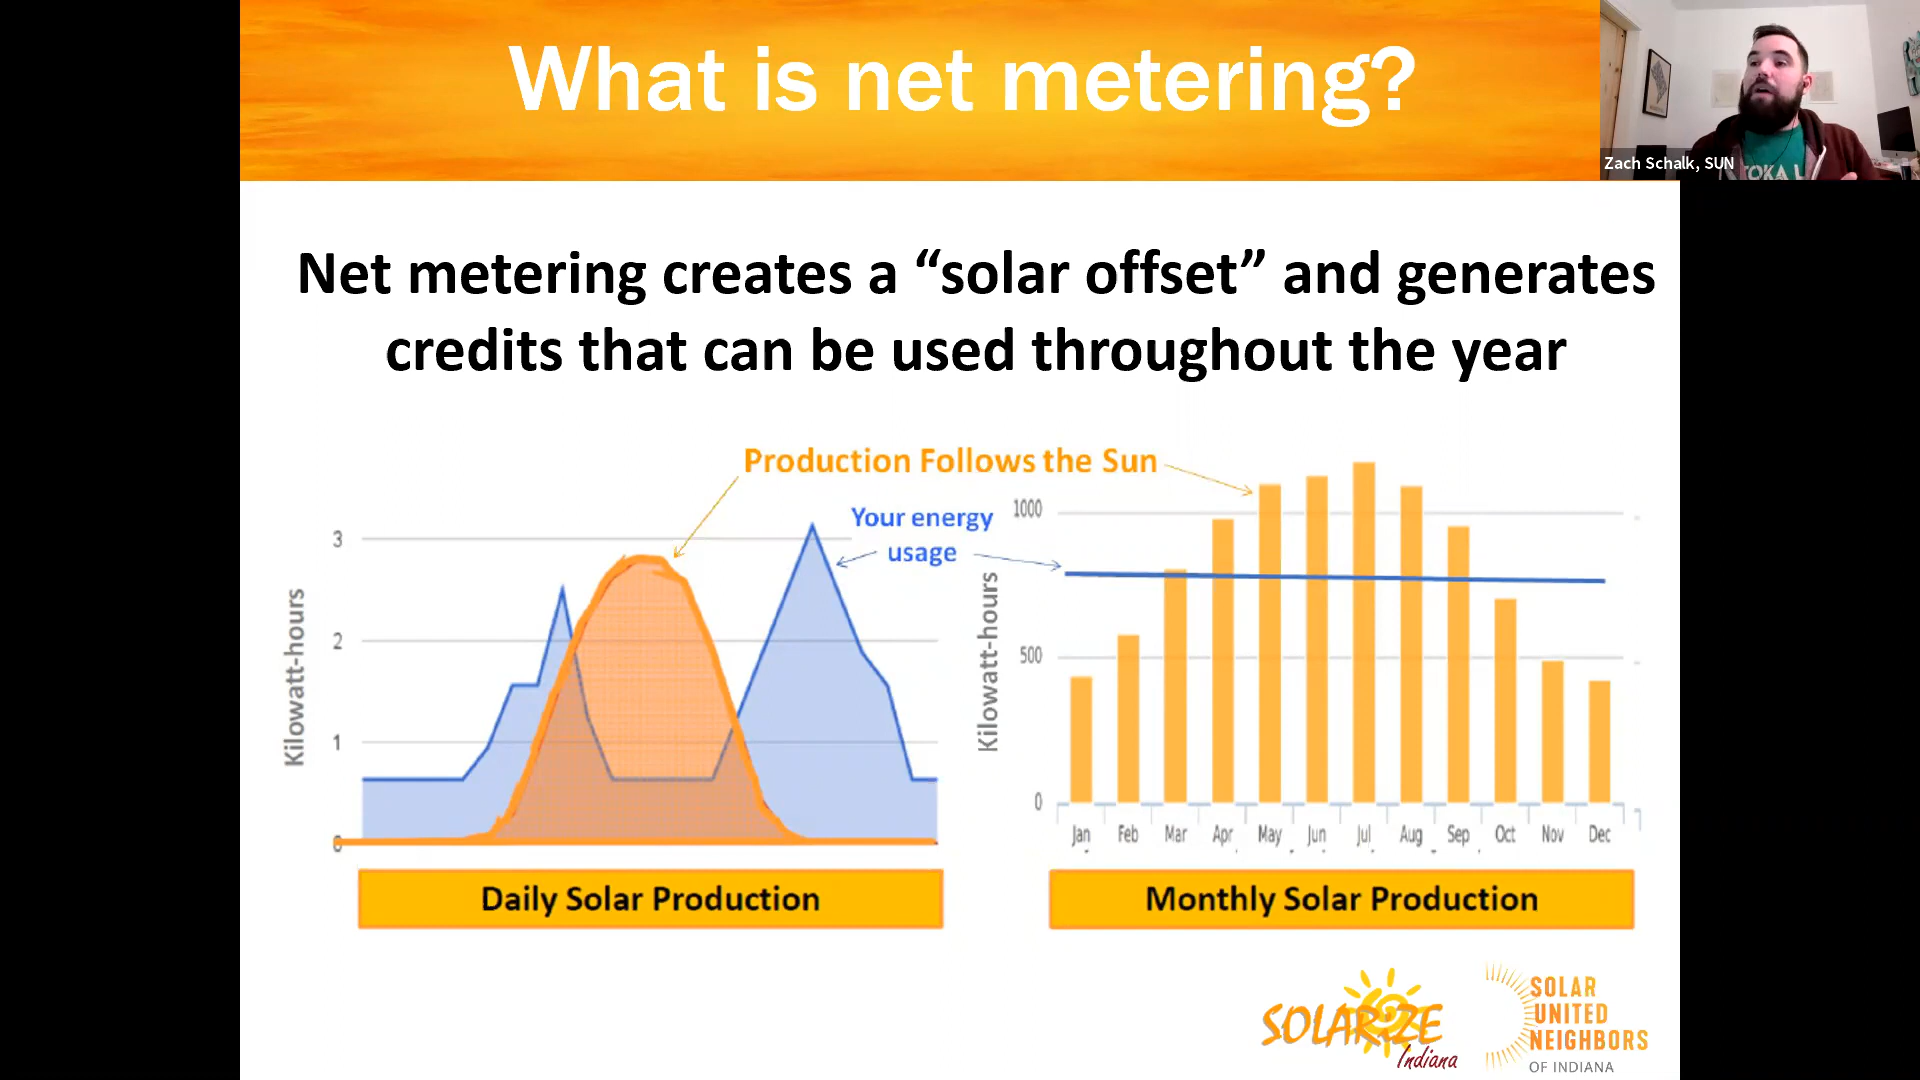 What is net metering?
Zach Schalk, SUN
Net metering creates a “solar offset” and generates
credits that can be used throughout the year
Production Follows the Sun
Your energy
usage
Kilowatt-hours
3
2
1
0
Daily Solar Production
Kilowatt-hours
1000
500
0
Jan Feb Mar Apr May Jun Jul Aug Sep Oct Nov Dec
Monthly Solar Production
SOLARIZE
Indiana
SOLAR
UNITED
NEIGHBORS
OF INDIANA